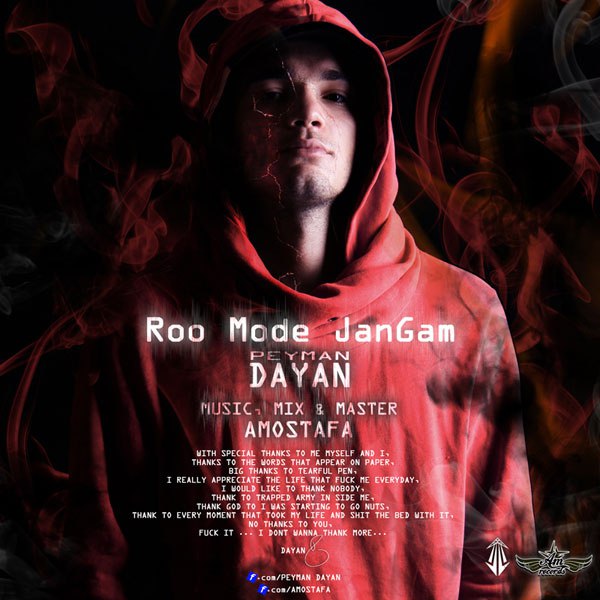 Roo Mode JanGam
PEYMAN
DAYAN
MUSIC, MIX & MASTER
AMOSTAFA
WITH SPECIAL THANKS TO ME MYSELF AND I,
THANKS TO THE WORDS THAT APPEAR ON PAPER,
BIG THANKS TO TEARFUL PEN,
I REALLY APPRECIATE THE LIFE THAT FUCK ME EVERYDAY,
I WOULD LIKE TO THANK NOBODY,
THANK TO TRAPPED ARMY IN SIDE ME,
THANK GOD TO I WAS STARTING TO GO NUTS,
THANK TO EVERY MOMENT THAT TOOK MY LIFE AND SHIT THE BED WITH IT,
NO THANKS TO YOU,
FUCK IT ... I DONT WANNA THANK MORE...
DAYAN
f.com/PEYMAN DAYAN
f.com/AMOSTAFA
Am
records